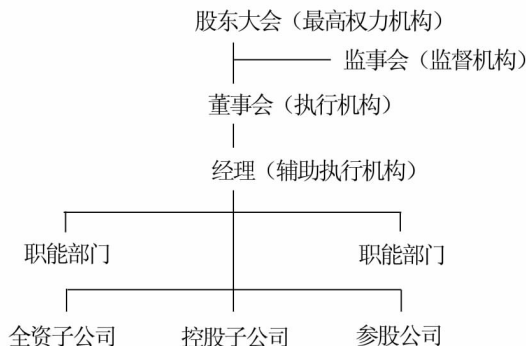 股东大会（最高权力机构）
监事会（监督机构）
董事会（执行机构）
经理（辅助执行机构）
职能部门 职能部门
全资子公司 控股子公司 参股公司